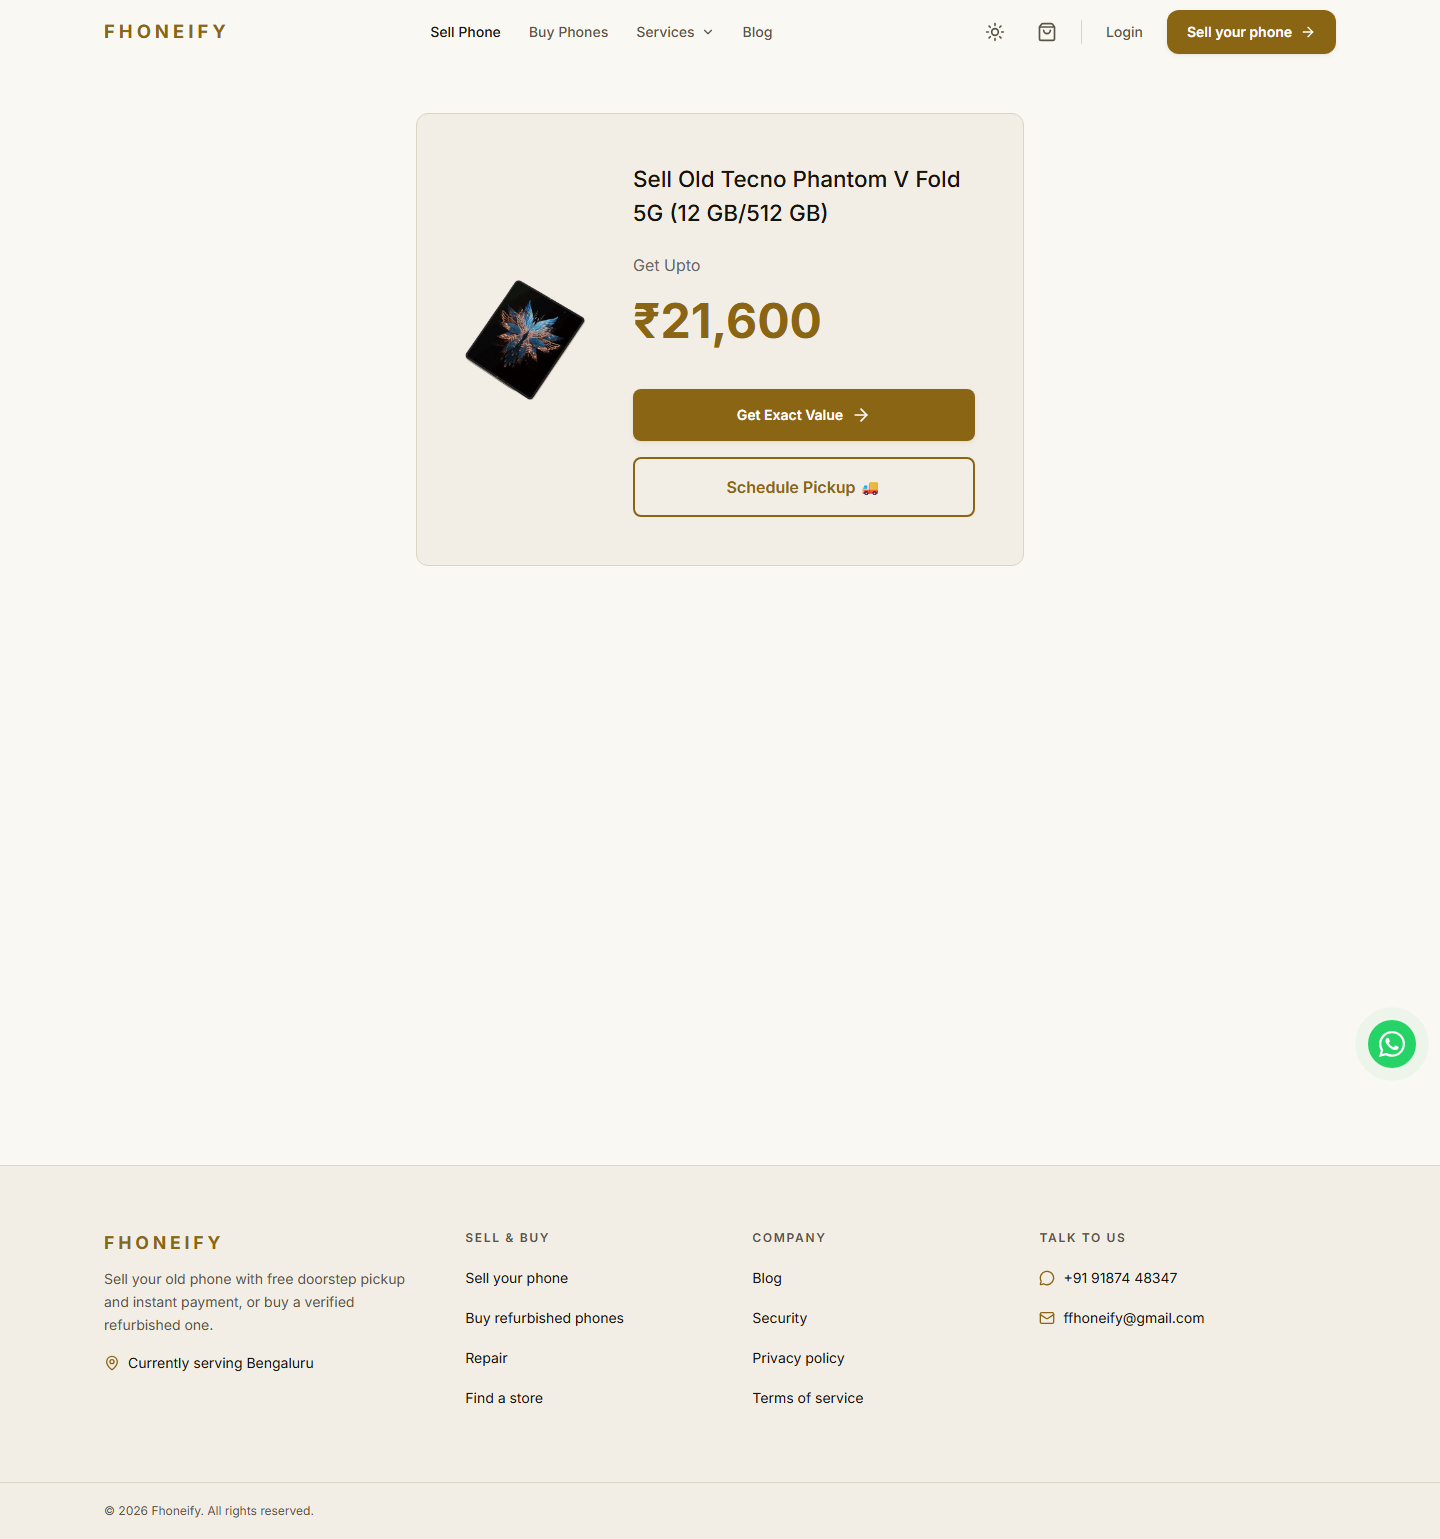 FHONEIFY
Sell Phone
Buy Phones
Services
Blog
Login
Sell your phone
Sell Old Tecno Phantom V Fold
5G (12 GB/512 GB)
Get Upto
₹21,600
Get Exact Value
Schedule Pickup 🚚
FHONEIFY
Sell your old phone with free doorstep pickup
and instant payment, or buy a verified
refurbished one.
Currently serving Bengaluru
SELL & BUY
Sell your phone
Buy refurbished phones
Repair
Find a store
COMPANY
Blog
Security
Privacy policy
Terms of service
TALK TO US
+91 91874 48347
ffhoneify@gmail.com
© 2026 Fhoneify. All rights reserved.